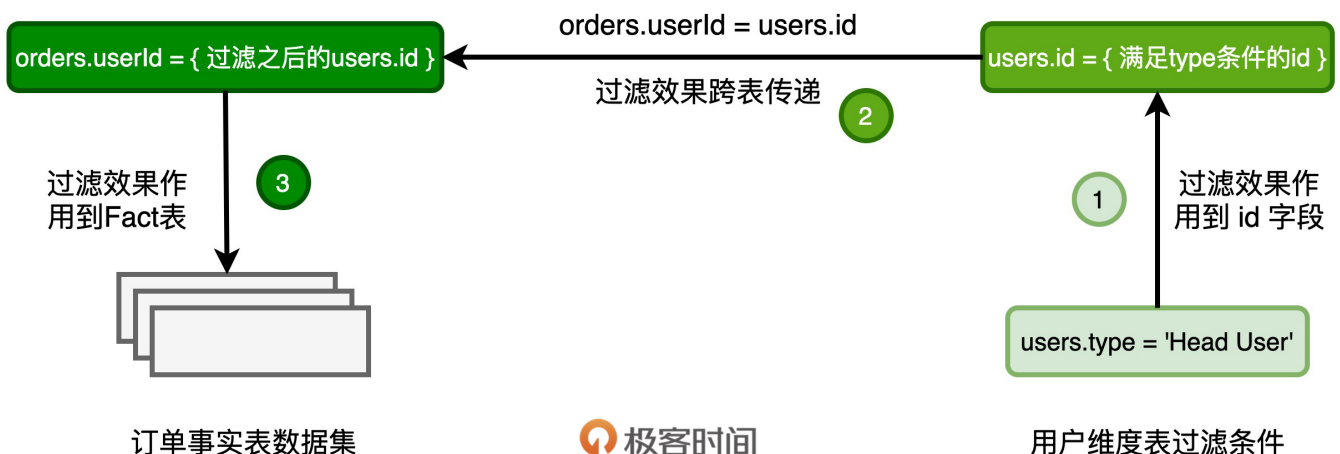 orders.userId = users.id
orders.userId = { 过滤之后的users.id }
users.id = { 满足type条件的id }
过滤效果跨表传递
2
过滤效果作
用到Fact表
3
1
过滤效果作
用到 id 字段
users.type = 'Head User'
订单事实表数据集
极客时间
用户维度表过滤条件